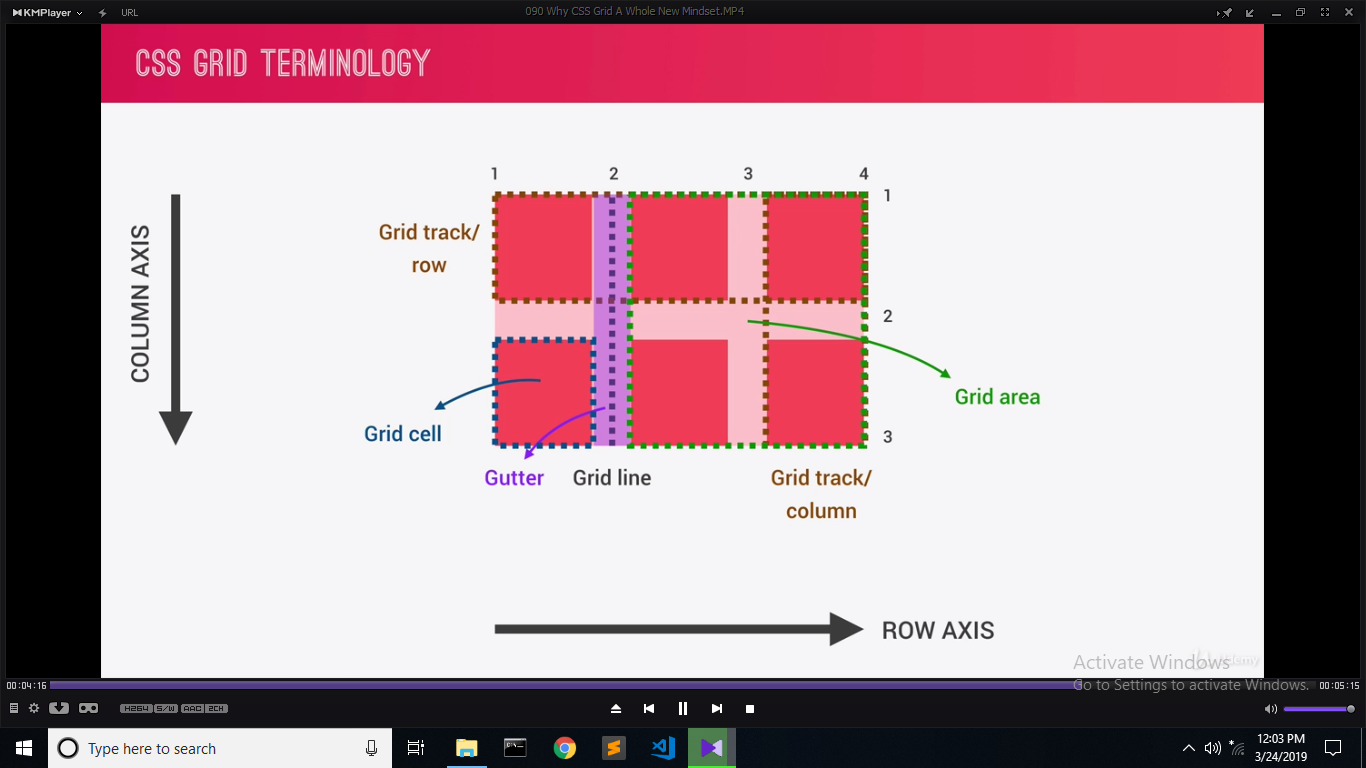 KMPlayer URL 090 Why CSS Grid A Whole New Mindset.MP4
CSS GRID TERMINOLOGY
1 2 3 4
1
Grid track/
row
COLUMN AXIS
2
Grid area
Grid cell
3
Gutter Grid line Grid track/
column
ROW AXIS
Activate Windows
Go to Settings to activate Windows.
00:04:16 00:05:15
H264 S/W AAC 2CH
Type here to search
12:03 PM
3/24/2019